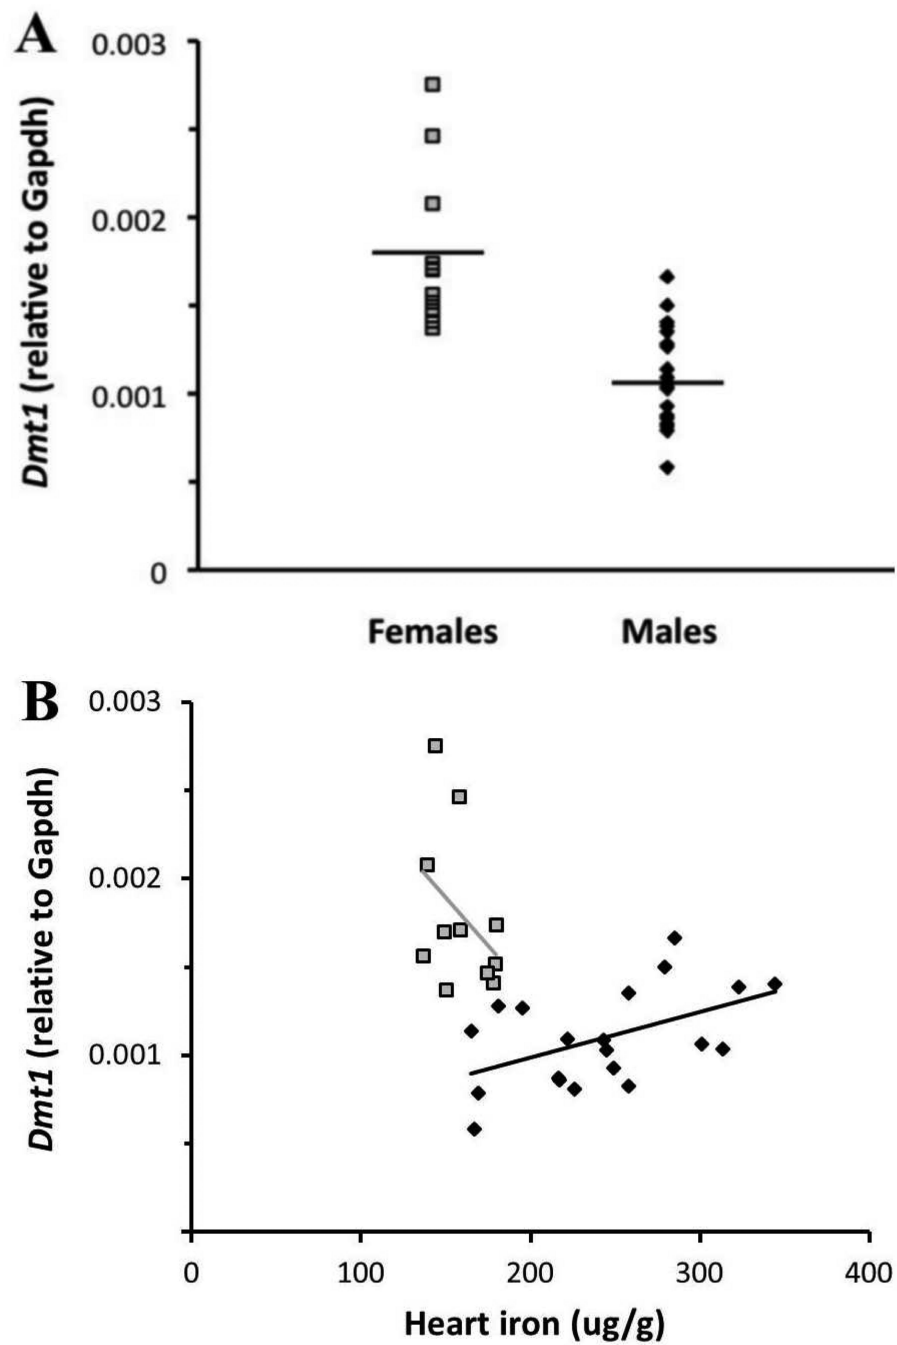 A
0.003
0.002
0.001
0
Dmt1 (relative to Gapdh)
Females Males
B
0.003
0.002
0.001
Dmt1 (relative to Gapdh)
0 100 200 300 400
Heart iron (ug/g)